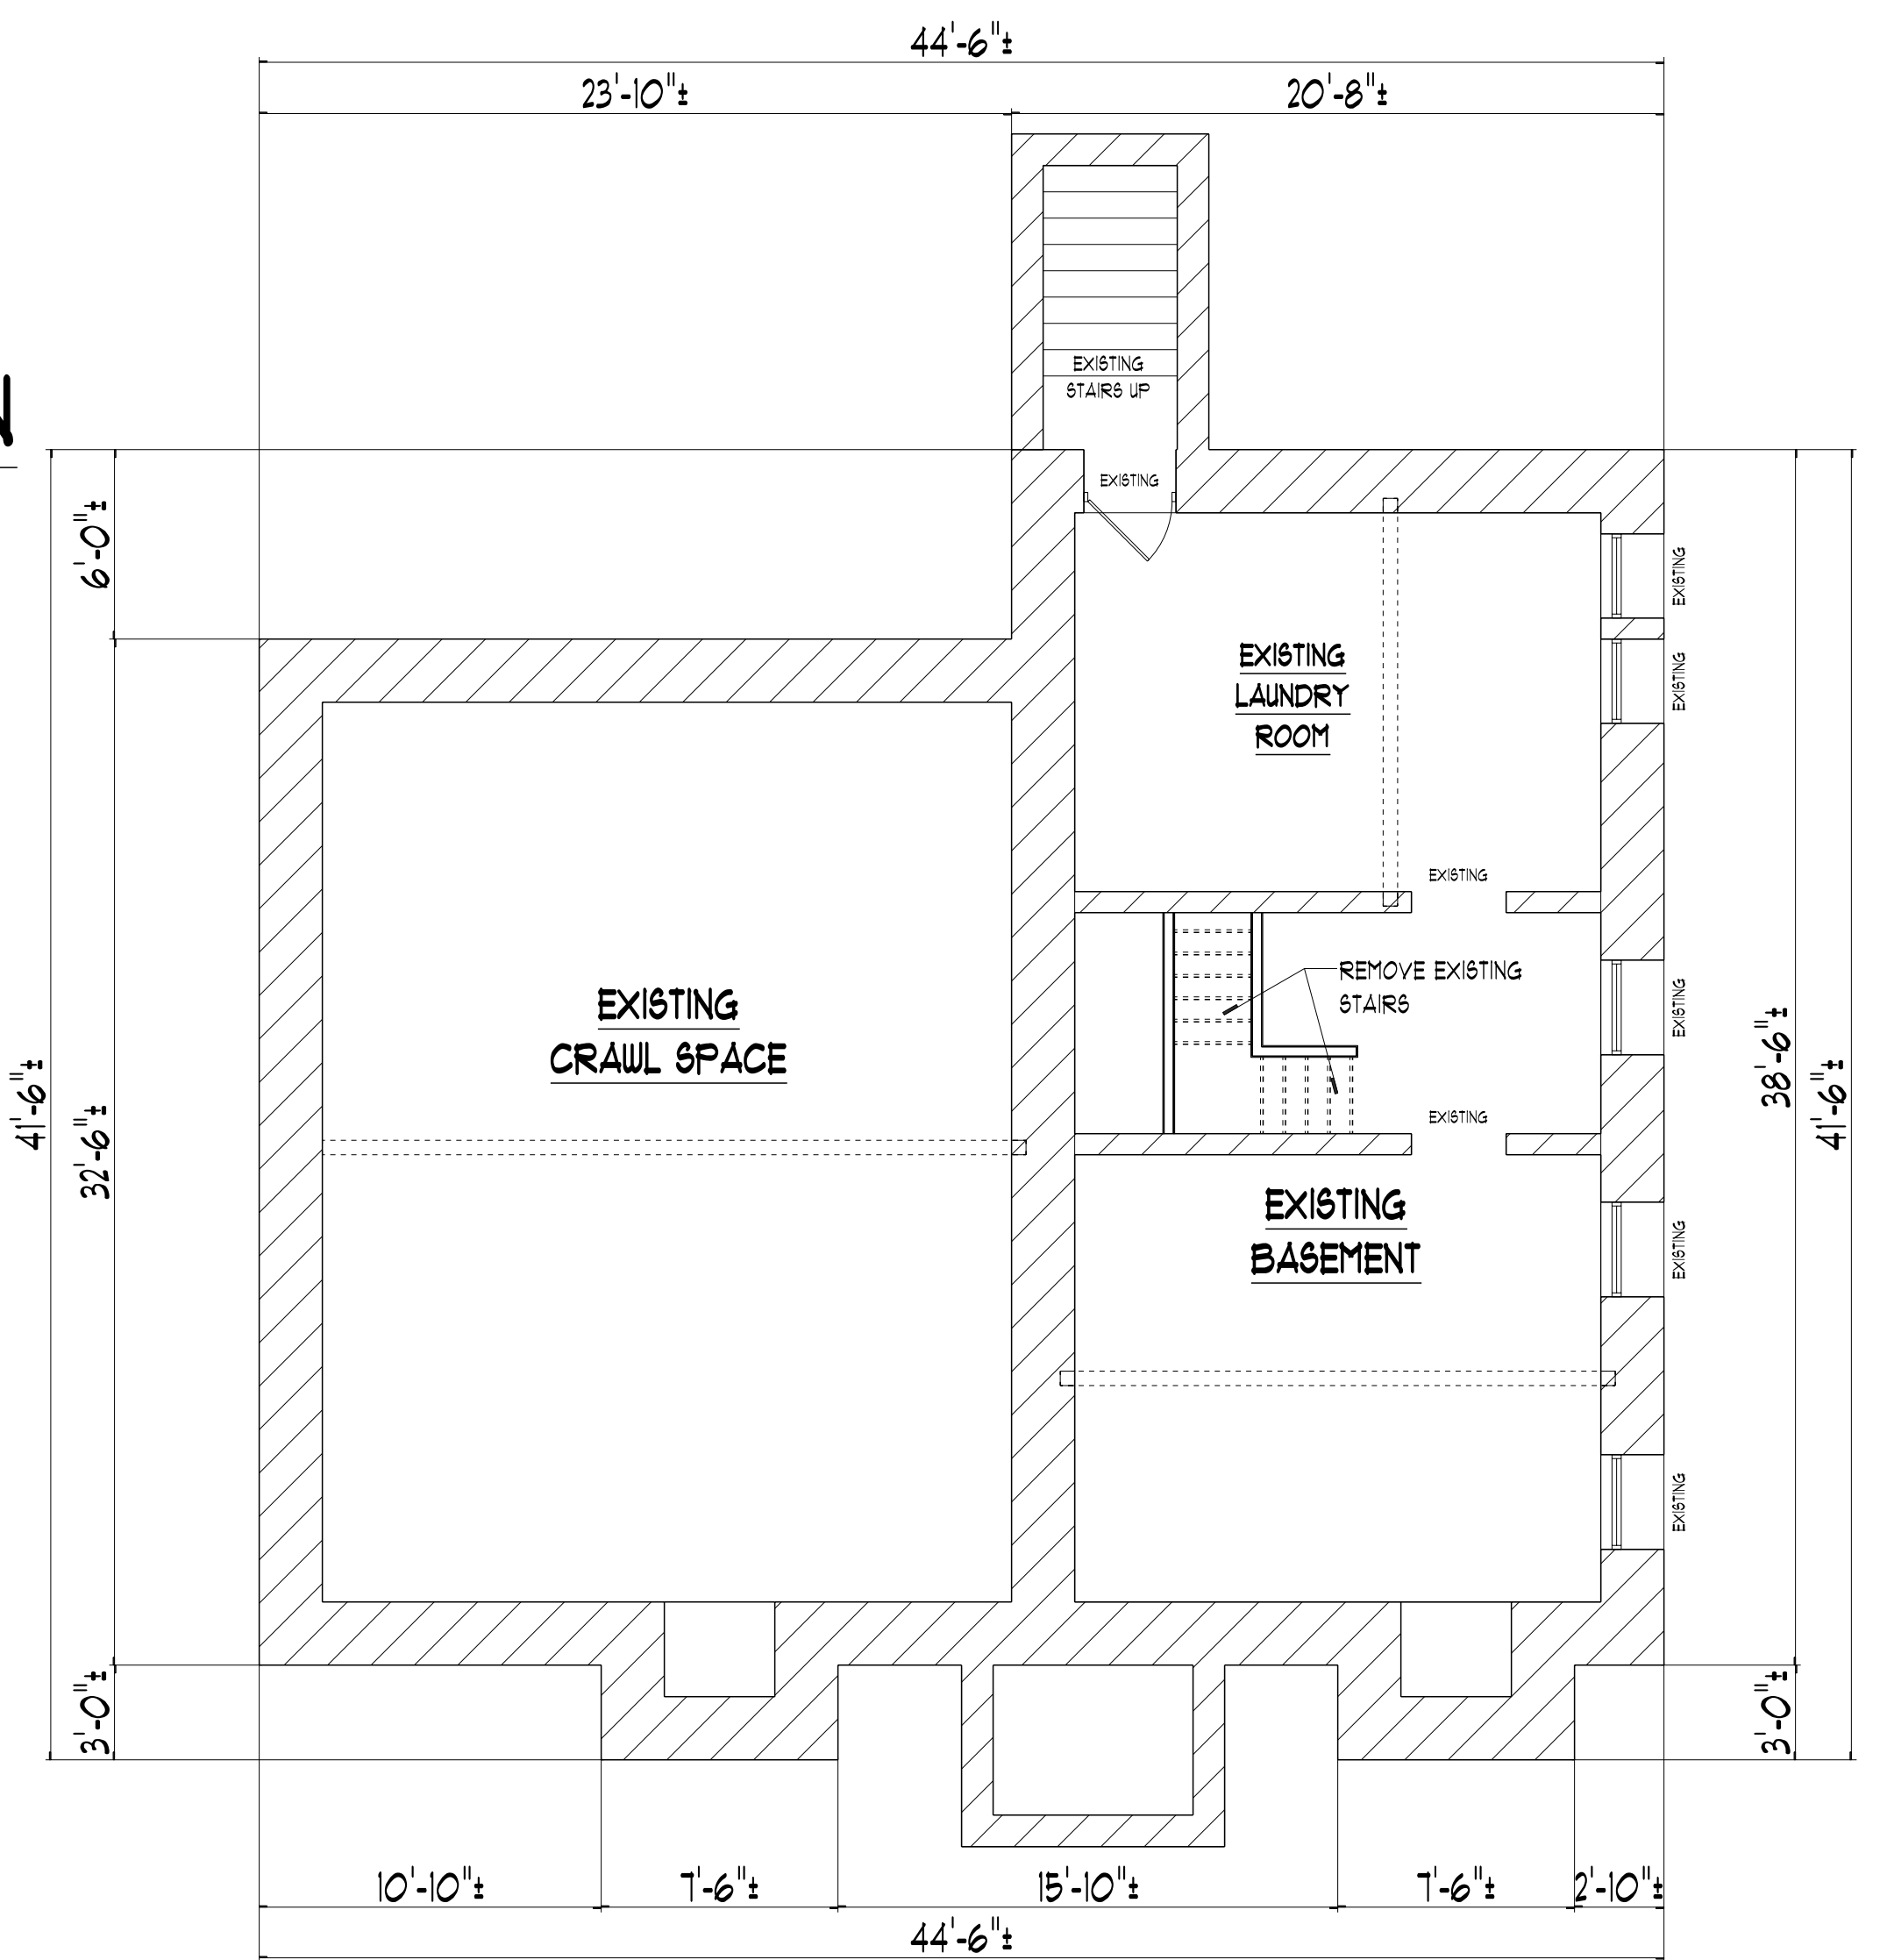 44'-6"±
23'-10"±
20'-8"±
EXISTING
STAIRS UP
EXISTING
6'-0"±
EXISTING
EXISTING
LAUNDRY
ROOM
EXISTING
EXISTING
REMOVE EXISTING
STAIRS
EXISTING
EXISTING
CRAWL SPACE
41'-6"±
32'-6"±
38'-6"±
41'-6"±
EXISTING
EXISTING
BASEMENT
EXISTING
EXISTING
3'-0"±
3'-0"±
10'-10"±
7'-6"±
15'-10"±
7'-6"±
2'-10"±
44'-6"±